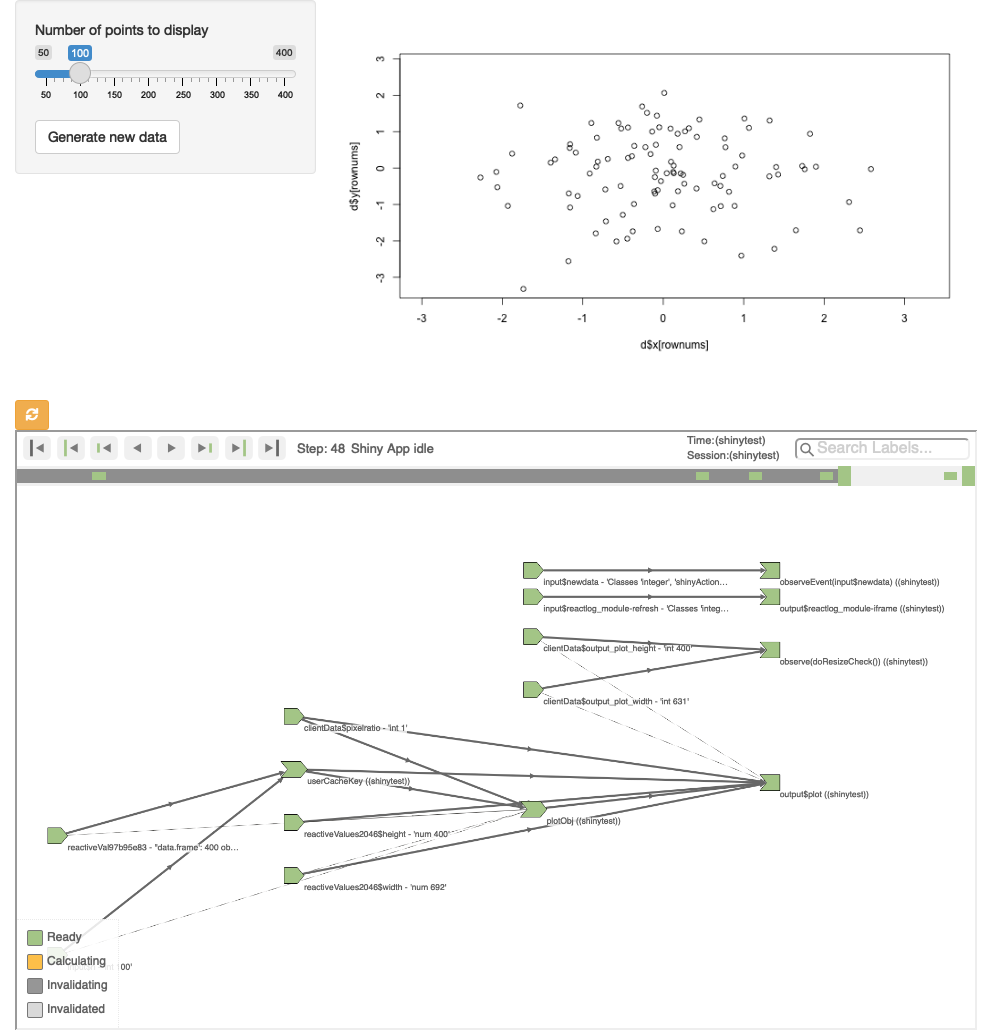 Number of points to display
50 100 400
50 100 150 200 250 300 350 400
Generate new data
3
2
1
0
-1
-2
-3
d$y[rownums]
-3 -2 -1 0 1 2 3
d$x[rownums]
Step: 48 Shiny App idle
Time:(shinytest)
Session:(shinytest)
Search Labels...
input$newdata - 'Classes 'integer', 'shinyAction...
observeEvent(input$newdata) ((shinytest))
input$reactlog_module-refresh - 'Classes 'integ...
output$reactlog_module-iframe ((shinytest))
clientData$output_plot_height - 'int 400'
observe(doResizeCheck()) ((shinytest))
clientData$output_plot_width - 'int 631'
clientData$pixelratio - 'int 1'
userCacheKey ((shinytest))
output$plot ((shinytest))
plotObj ((shinytest))
reactiveValues2046$height - 'num 400'
reactiveVal97b95e83 - ''data.frame': 400 ob...
reactiveValues2046$width - 'num 692'
Ready
Calculating
00'
Invalidating
Invalidated